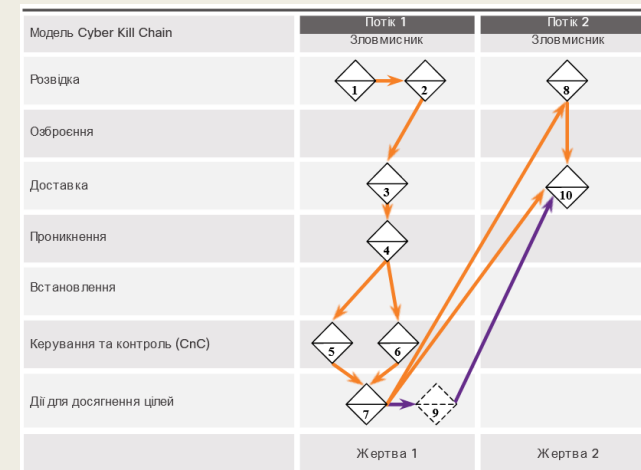 Модель Cyber Kill Chain
Потік 1
Потік 2
Зловмисник
Зловмисник
Розвідка
1
2
8
Озброєння
Доставка
3
10
Проникнення
4
Встановлення
Керування та контроль (CnC)
5
6
Дії для досягнення цілей
7
9
Жертва 1
Жертва 2